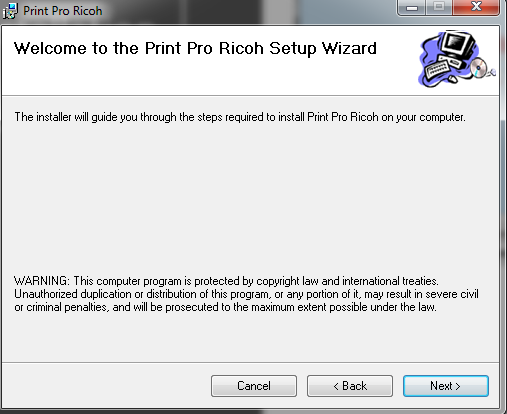 Print Pro Ricoh
Welcome to the Print Pro Ricoh Setup Wizard
The installer will guide you through the steps required to install Print Pro Ricoh on your computer.
WARNING: This computer program is protected by copyright law and international treaties.
Unauthorized duplication or distribution of this program, or any portion of it, may result in severe civil
or criminal penalties, and will be prosecuted to the maximum extent possible under the law.
Cancel
< Back
Next >